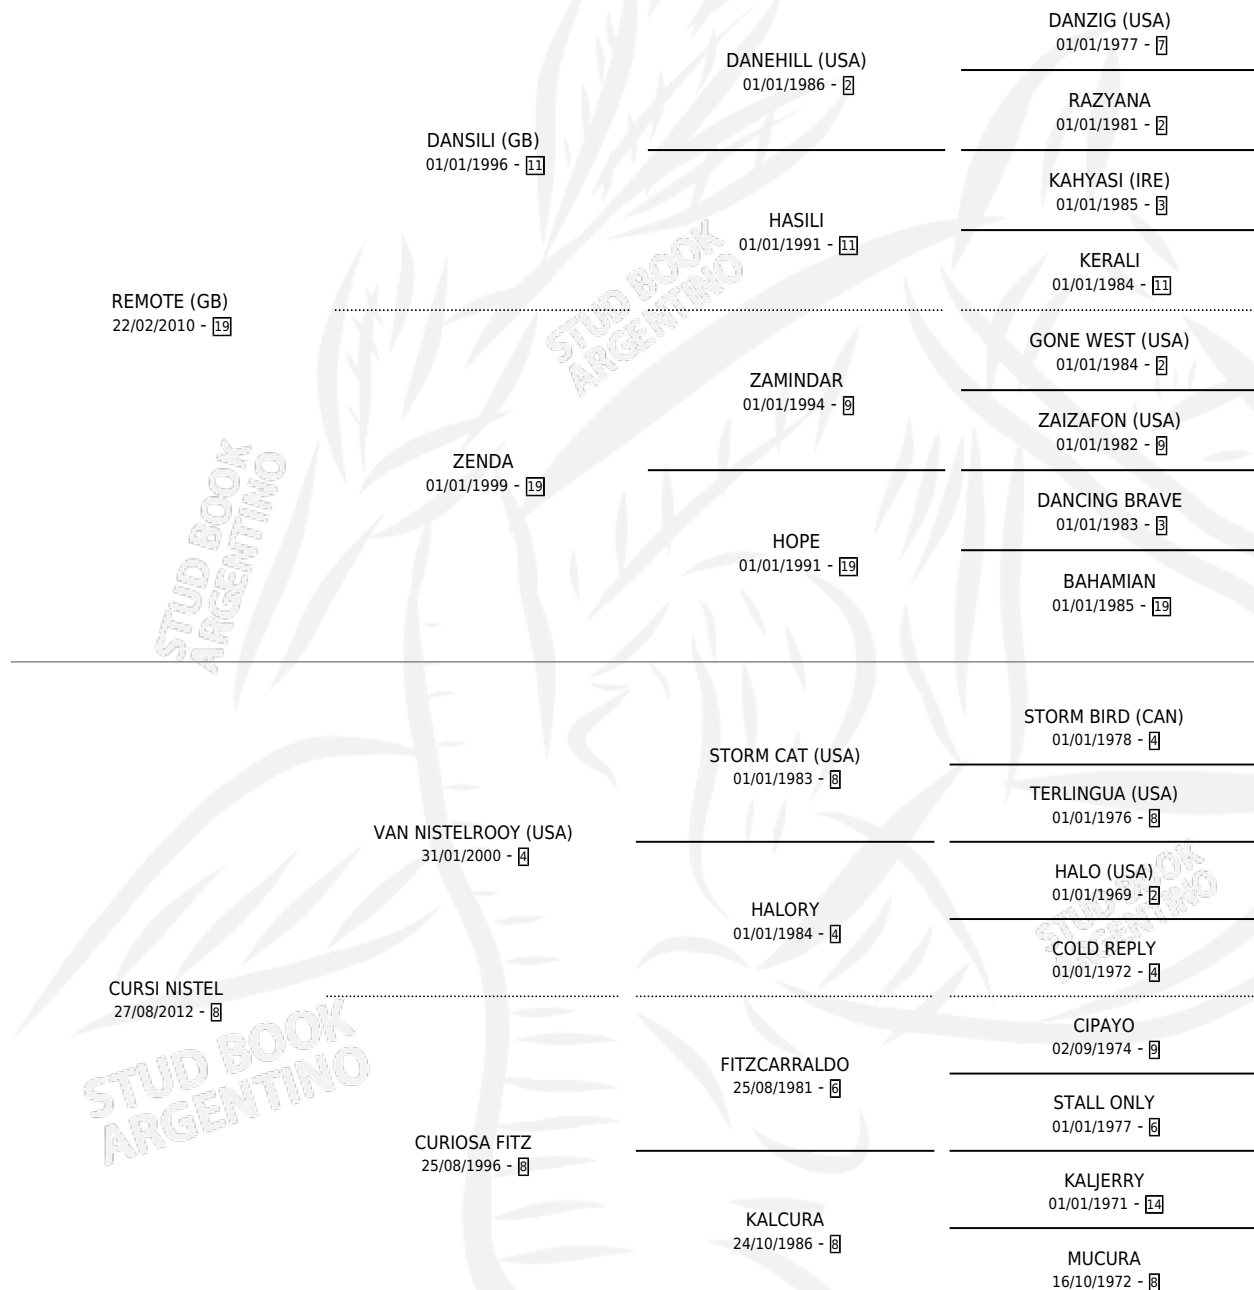 DANZIG (USA)
01/01/1977 - 7
DANEHILL (USA)
01/01/1986 - 2
RAZYANA
01/01/1981 - 2
DANSILI (GB)
01/01/1996 - 11
KAHYASI (IRE)
01/01/1985 - 3
HASILI
01/01/1991 - 11
KERALI
01/01/1984 - 11
REMOTE (GB)
22/02/2010 - 19
GONE WEST (USA)
01/01/1984 - 2
ZAMINDAR
01/01/1994 - 9
ZAIZAFON (USA)
01/01/1982 - 9
ZENDA
01/01/1999 - 19
DANCING BRAVE
01/01/1983 - 3
HOPE
01/01/1991 - 19
BAHAMIAN
01/01/1985 - 19
STORM BIRD (CAN)
01/01/1978 - 4
STORM CAT (USA)
01/01/1983 - 8
TERLINGUA (USA)
01/01/1976 - 8
VAN NISTELROOY (USA)
31/01/2000 - 4
HALO (USA)
01/01/1969 - 2
HALORY
01/01/1984 - 4
COLD REPLY
01/01/1972 - 4
CURSI NISTEL
27/08/2012 - 8
CIPAYO
02/09/1974 - 9
FITZCARRALDO
25/08/1981 - 6
STALL ONLY
01/01/1977 - 6
CURIOSA FITZ
25/08/1996 - 8
KALJERRY
01/01/1971 - 14
KALCURA
24/10/1986 - 8
MUCURA
16/10/1972 - 8
STUD BOOK
ARGENTINO
STUD BOOK
ARGENTINO
STUD BOOK
ARGENTINO
STUD BOOK
ARGENTINO